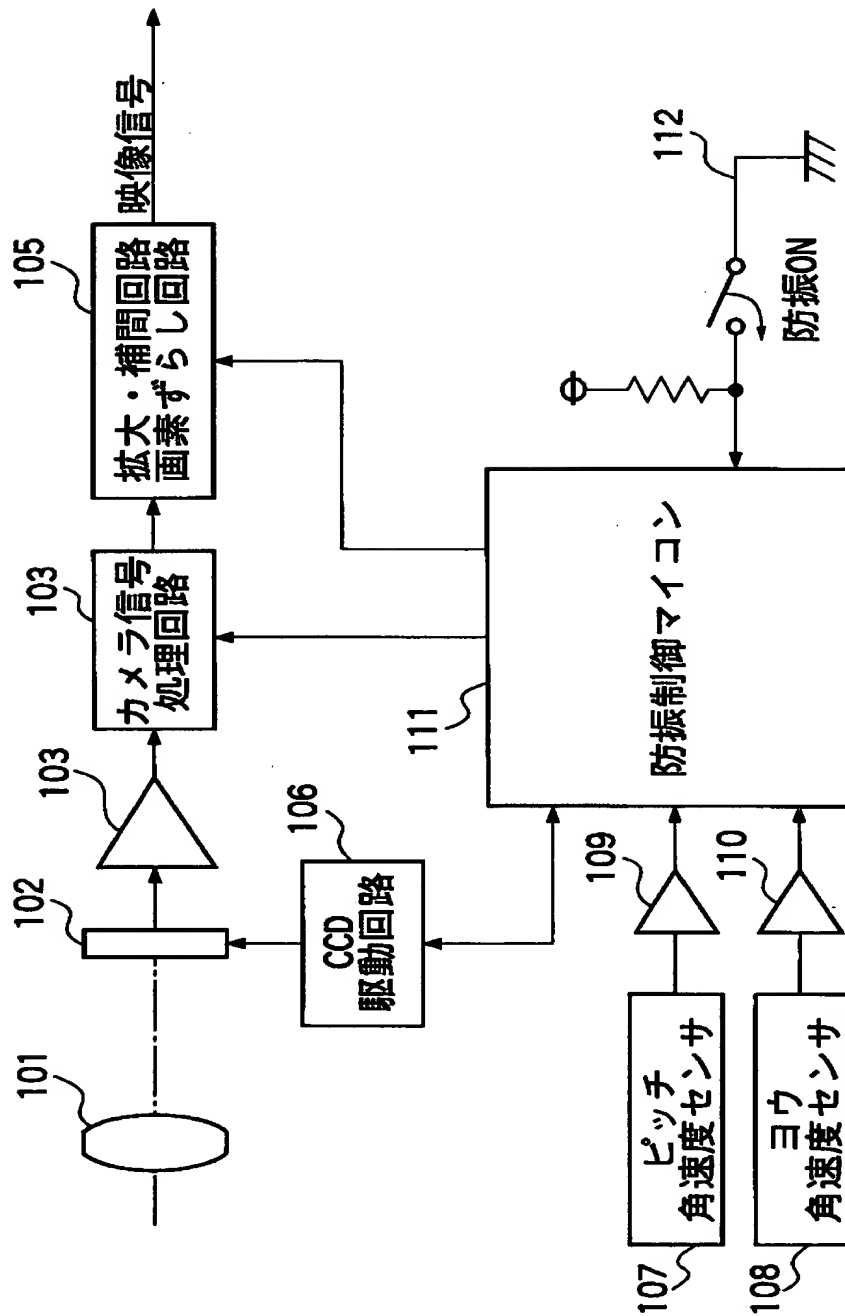 101
102
103
103
カメラ信号
処理回路
105
拡大・補間回路
画素ずらし回路
映像信号
106
CCD
駆動回路
107
ピッチ
角速度センサ
109
108
ヨウ
角速度センサ
110
111
防振制御マイコン
防振ON
112